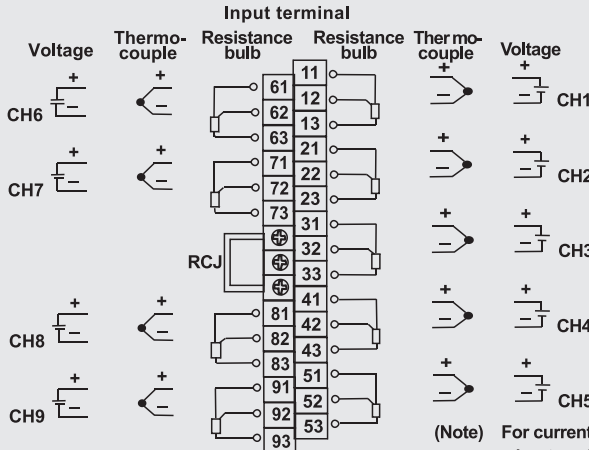 Input terminal
Voltage Thermo-couple Resistance bulb Resistance bulb Thermo-couple Voltage
CH6 + − + − 61 62 63 11 12 13 + − + − CH1
CH7 + − + − 71 72 73 21 22 23 + − + − CH2
RCJ 31 32 33 + − + − CH3
CH8 + − + − 81 82 83 41 42 43 + − + − CH4
CH9 + − + − 91 92 93 51 52 53 + − + − CH5
(Note) For current